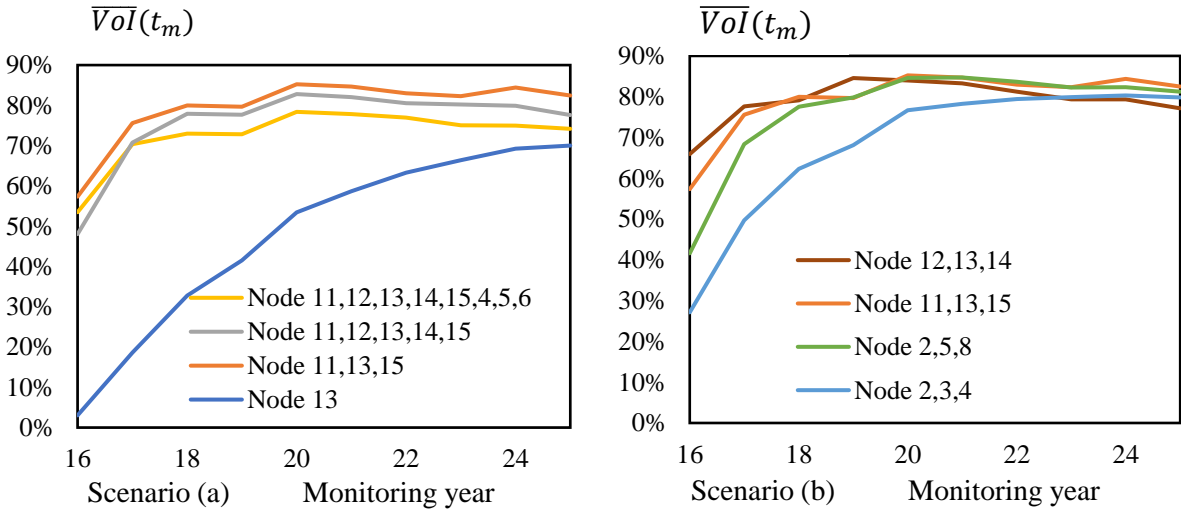 VoI(tm)
90%
80%
70%
60%
50%
40%
30%
20%
10%
0%
Node 11,12,13,14,15,4,5,6
Node 11,12,13,14,15
Node 11,13,15
Node 13
16 18 20 22 24
Scenario (a) Monitoring year
VoI(tm)
90%
80%
70%
60%
50%
40%
30%
20%
10%
0%
Node 12,13,14
Node 11,13,15
Node 2,5,8
Node 2,3,4
16 18 20 22 24
Scenario (b) Monitoring year